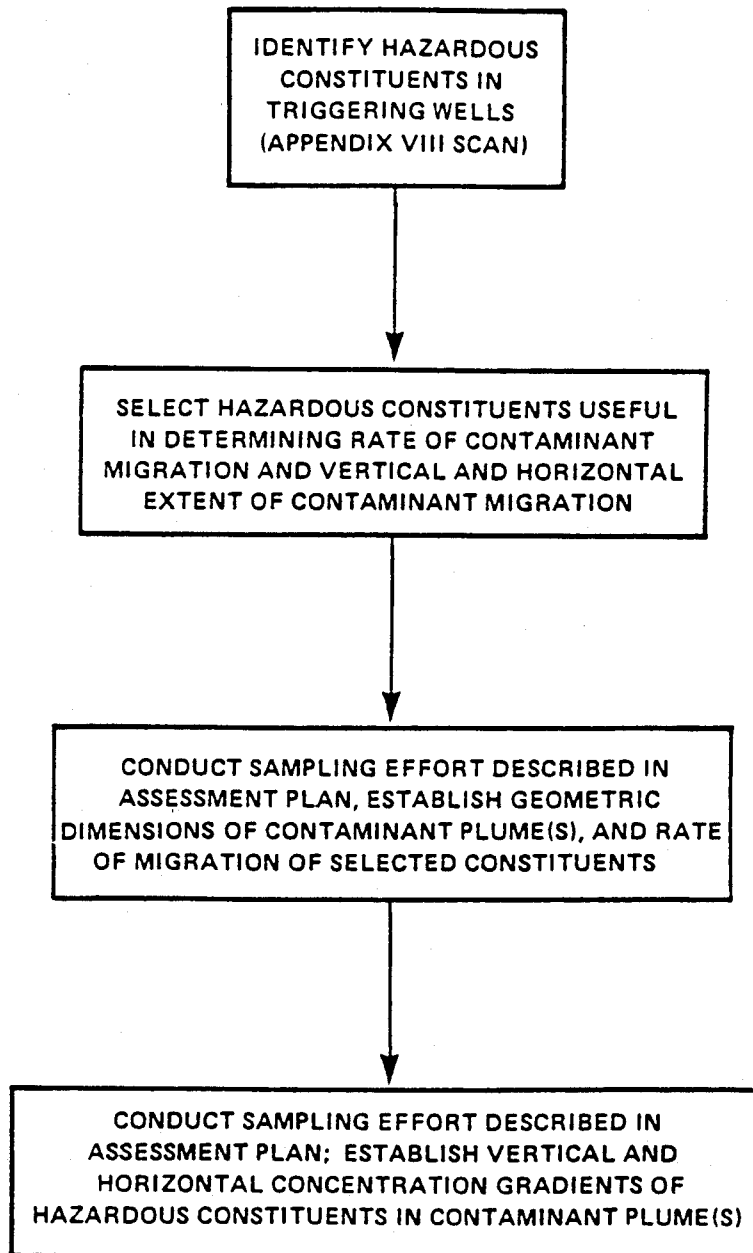 IDENTIFY HAZARDOUS
CONSTITUENTS IN
TRIGGERING WELLS
(APPENDIX VIII SCAN)
SELECT HAZARDOUS CONSTITUENTS USEFUL
IN DETERMINING RATE OF CONTAMINANT
MIGRATION AND VERTICAL AND HORIZONTAL
EXTENT OF CONTAMINANT MIGRATION
CONDUCT SAMPLING EFFORT DESCRIBED IN
ASSESSMENT PLAN, ESTABLISH GEOMETRIC
DIMENSIONS OF CONTAMINANT PLUME(S), AND RATE
OF MIGRATION OF SELECTED CONSTITUENTS
CONDUCT SAMPLING EFFORT DESCRIBED IN
ASSESSMENT PLAN; ESTABLISH VERTICAL AND
HORIZONTAL CONCENTRATION GRADIENTS OF
HAZARDOUS CONSTITUENTS IN CONTAMINANT PLUME(S)